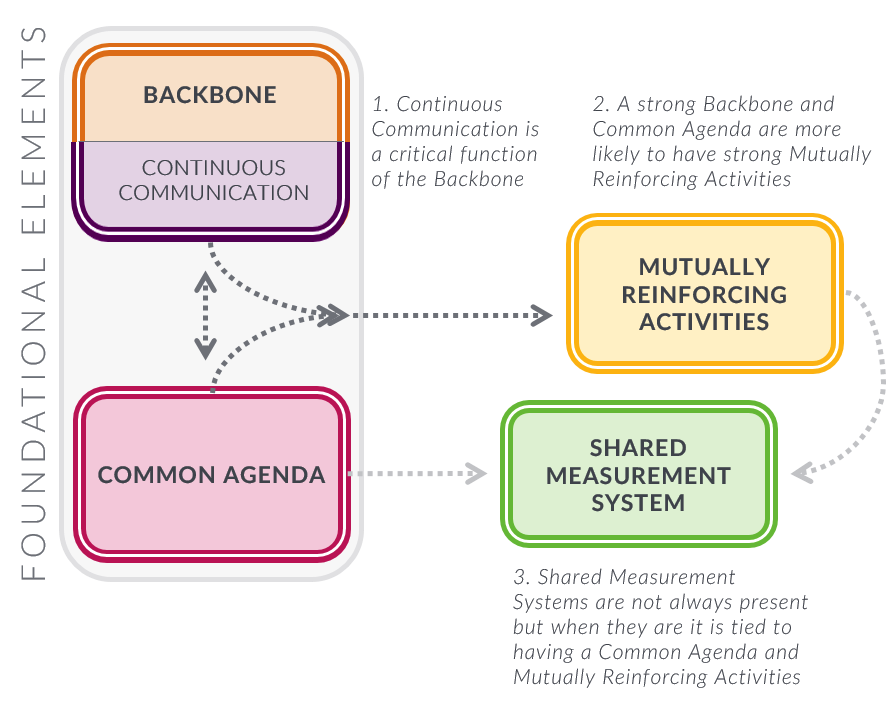 FOUNDATIONAL ELEMENTS
BACKBONE
CONTINUOUS
COMMUNICATION
1. Continuous
Communication is
a critical function
of the Backbone
2. A strong Backbone and
Common Agenda are more
likely to have strong Mutually
Reinforcing Activities
MUTUALLY
REINFORCING
ACTIVITIES
COMMON AGENDA
SHARED
MEASUREMENT
SYSTEM
3. Shared Measurement
Systems are not always present
but when they are it is tied to
having a Common Agenda and
Mutually Reinforcing Activities